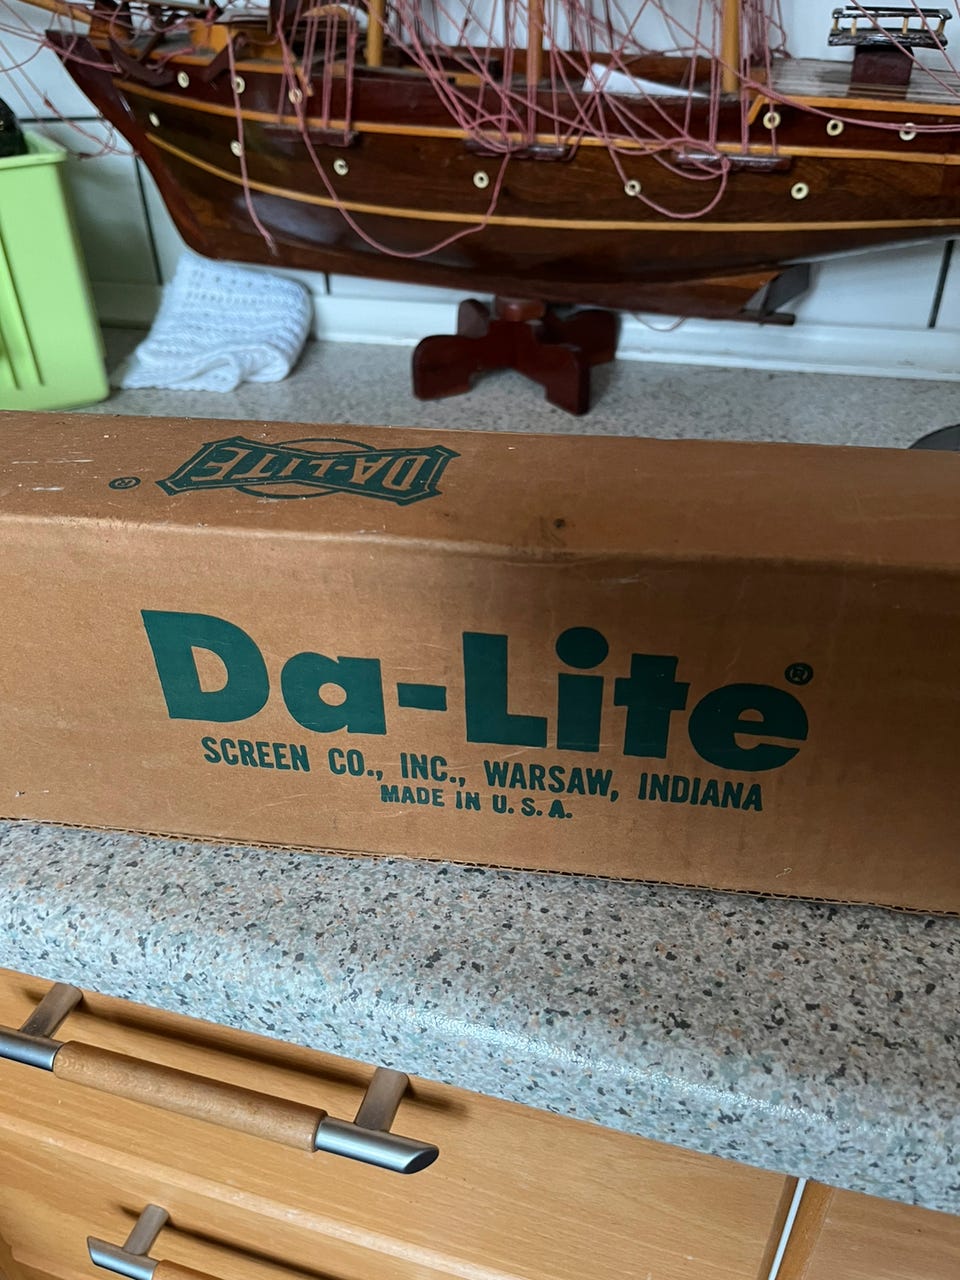 DA-LITE ®
Da-Lite ®
SCREEN CO., INC., WARSAW, INDIANA
MADE IN U.S.A.